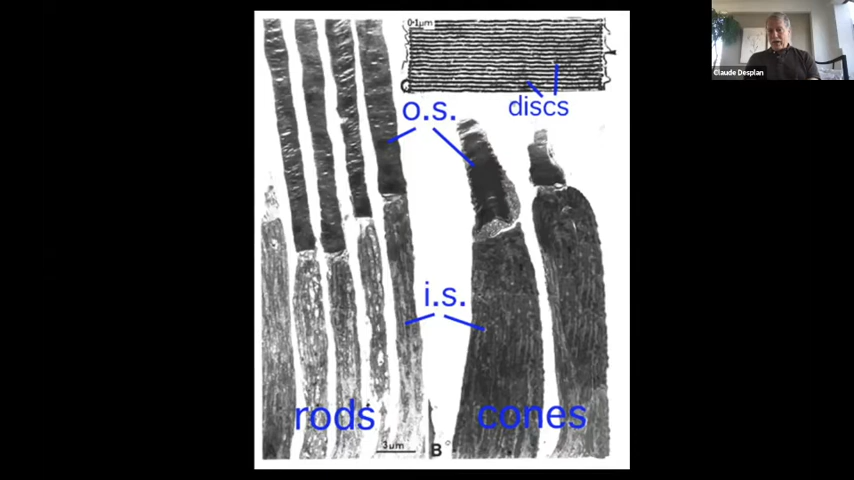 0·1μm
o.s.
discs
i.s.
rods
cones
3μm
B
Claude Desplan